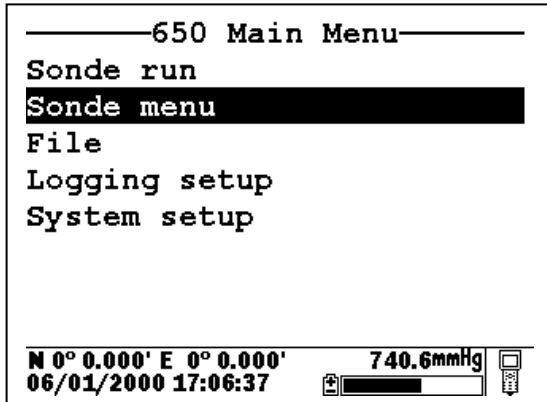 650 Main Menu
Sonde run
Sonde menu
File
Logging setup
System setup
N 0° 0.000' E 0° 0.000' 740.6mmHg
06/01/2000 17:06:37